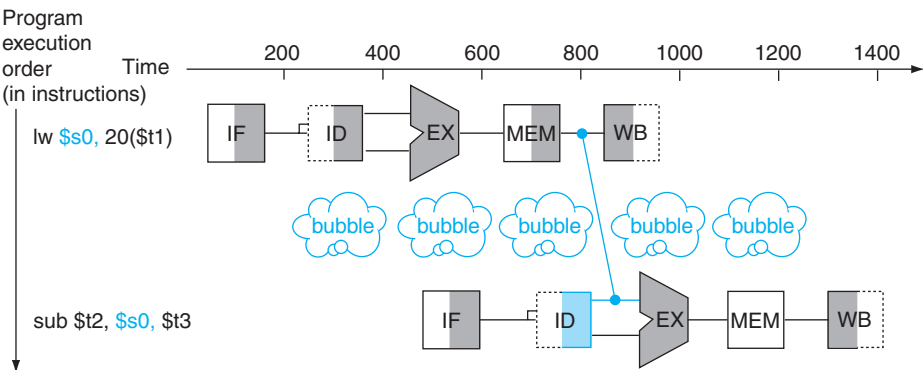 Program
execution
order
(in instructions)
Time
200 400 600 800 1000 1200 1400
lw $s0, 20($t1)
IF ID EX MEM WB
bubble bubble bubble bubble bubble
sub $t2, $s0, $t3
IF ID EX MEM WB